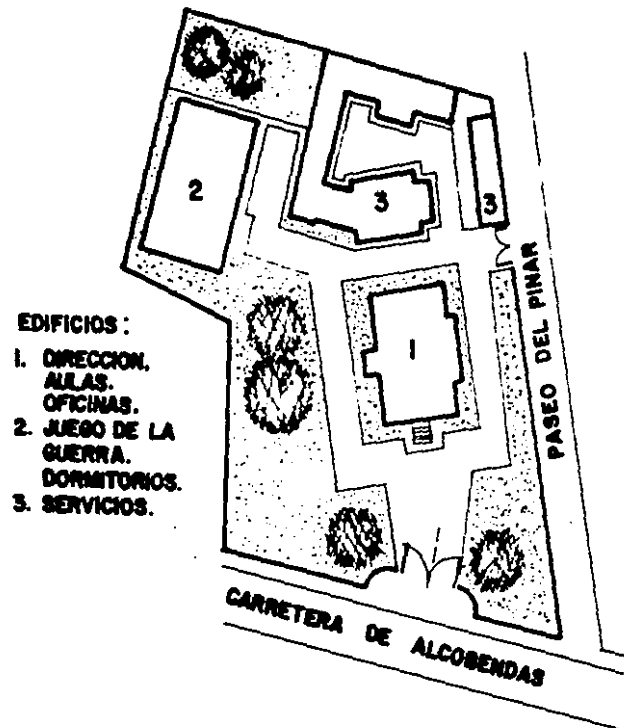 2
3
3
1
EDIFICIOS:
1. DIRECCION.
AULAS.
OFICINAS.
2. JUEGO DE LA
GUERRA.
DORMITORIOS.
3. SERVICIOS.
PASEO DEL PINAR
CARRETERA DE ALCOBENDAS